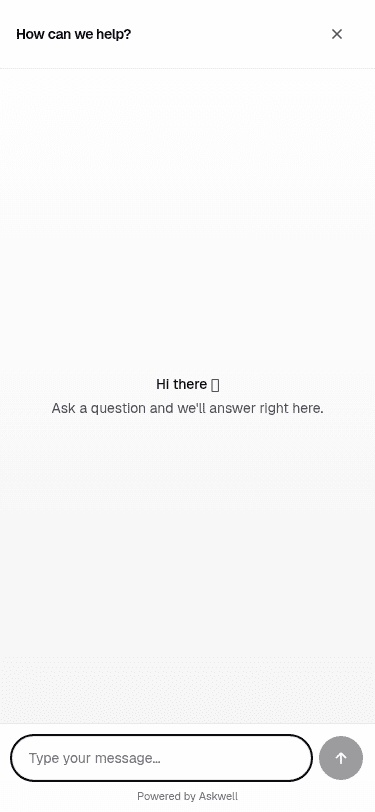 How can we help?
Hi there
Ask a question and we'll answer right here.
Type your message...
Powered by Askwell